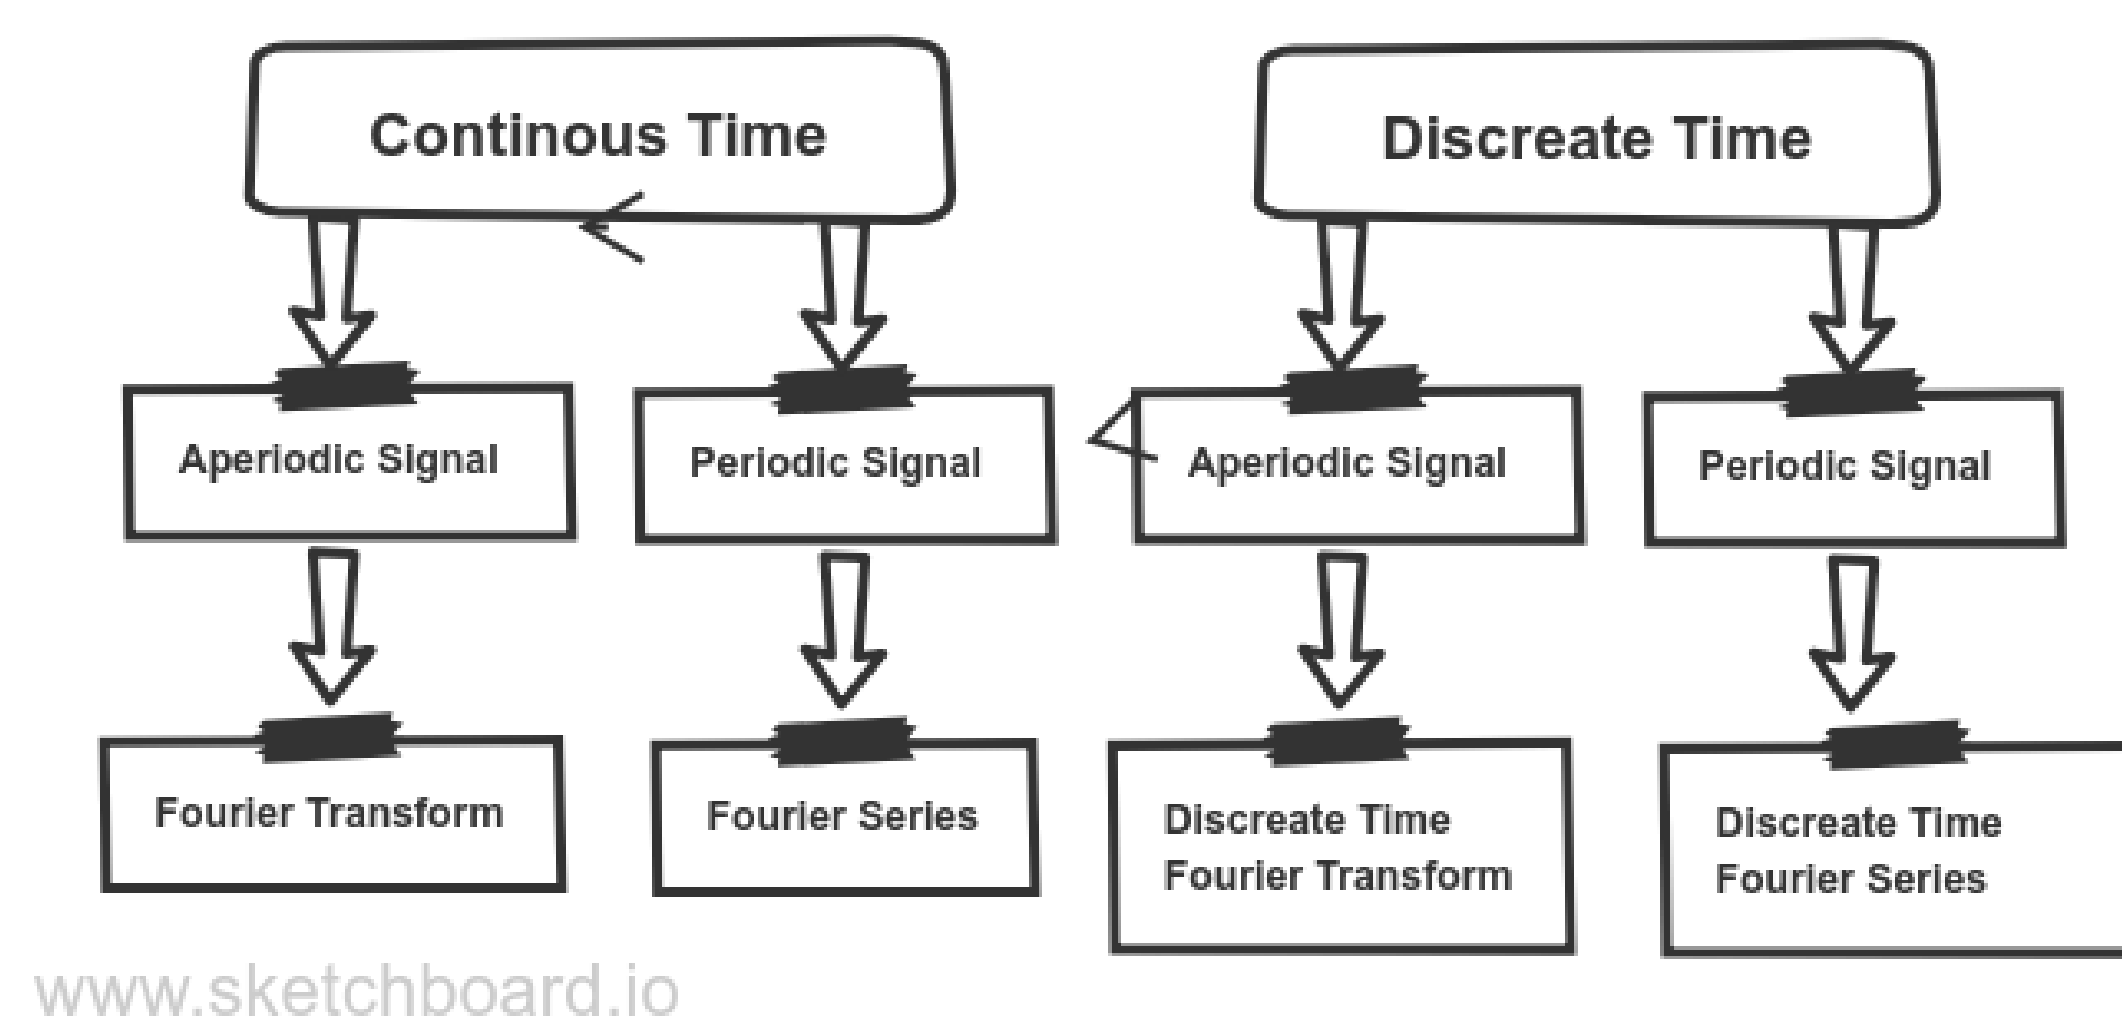 Continous Time
Discreate Time
Aperiodic Signal
Periodic Signal
Aperiodic Signal
Periodic Signal
Fourier Transform
Fourier Series
Discreate Time
Fourier Transform
Discreate Time
Fourier Series
www.sketchboard.io